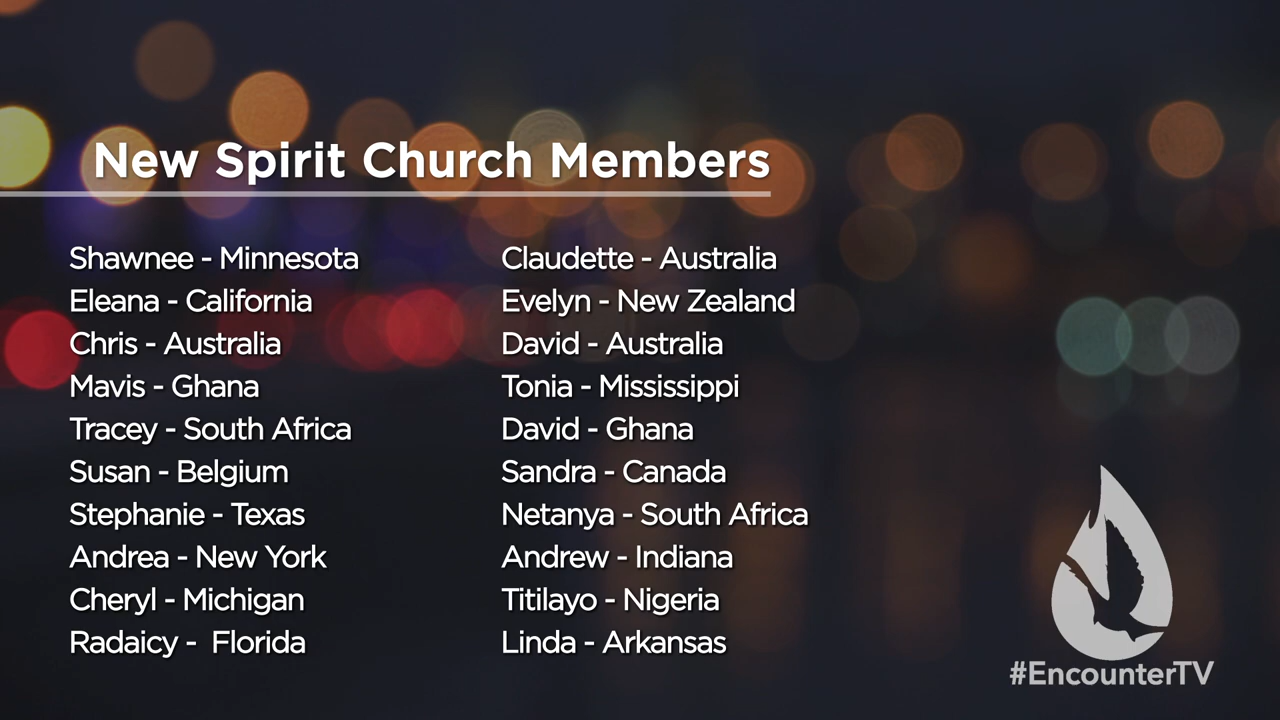 New Spirit Church Members
Shawnee - Minnesota
Eleana - California
Chris - Australia
Mavis - Ghana
Tracey - South Africa
Susan - Belgium
Stephanie - Texas
Andrea - New York
Cheryl - Michigan
Radaicy -  Florida
Claudette - Australia
Evelyn - New Zealand
David - Australia
Tonia - Mississippi
David - Ghana
Sandra - Canada
Netanya - South Africa
Andrew - Indiana
Titilayo - Nigeria
Linda - Arkansas
#EncounterTV